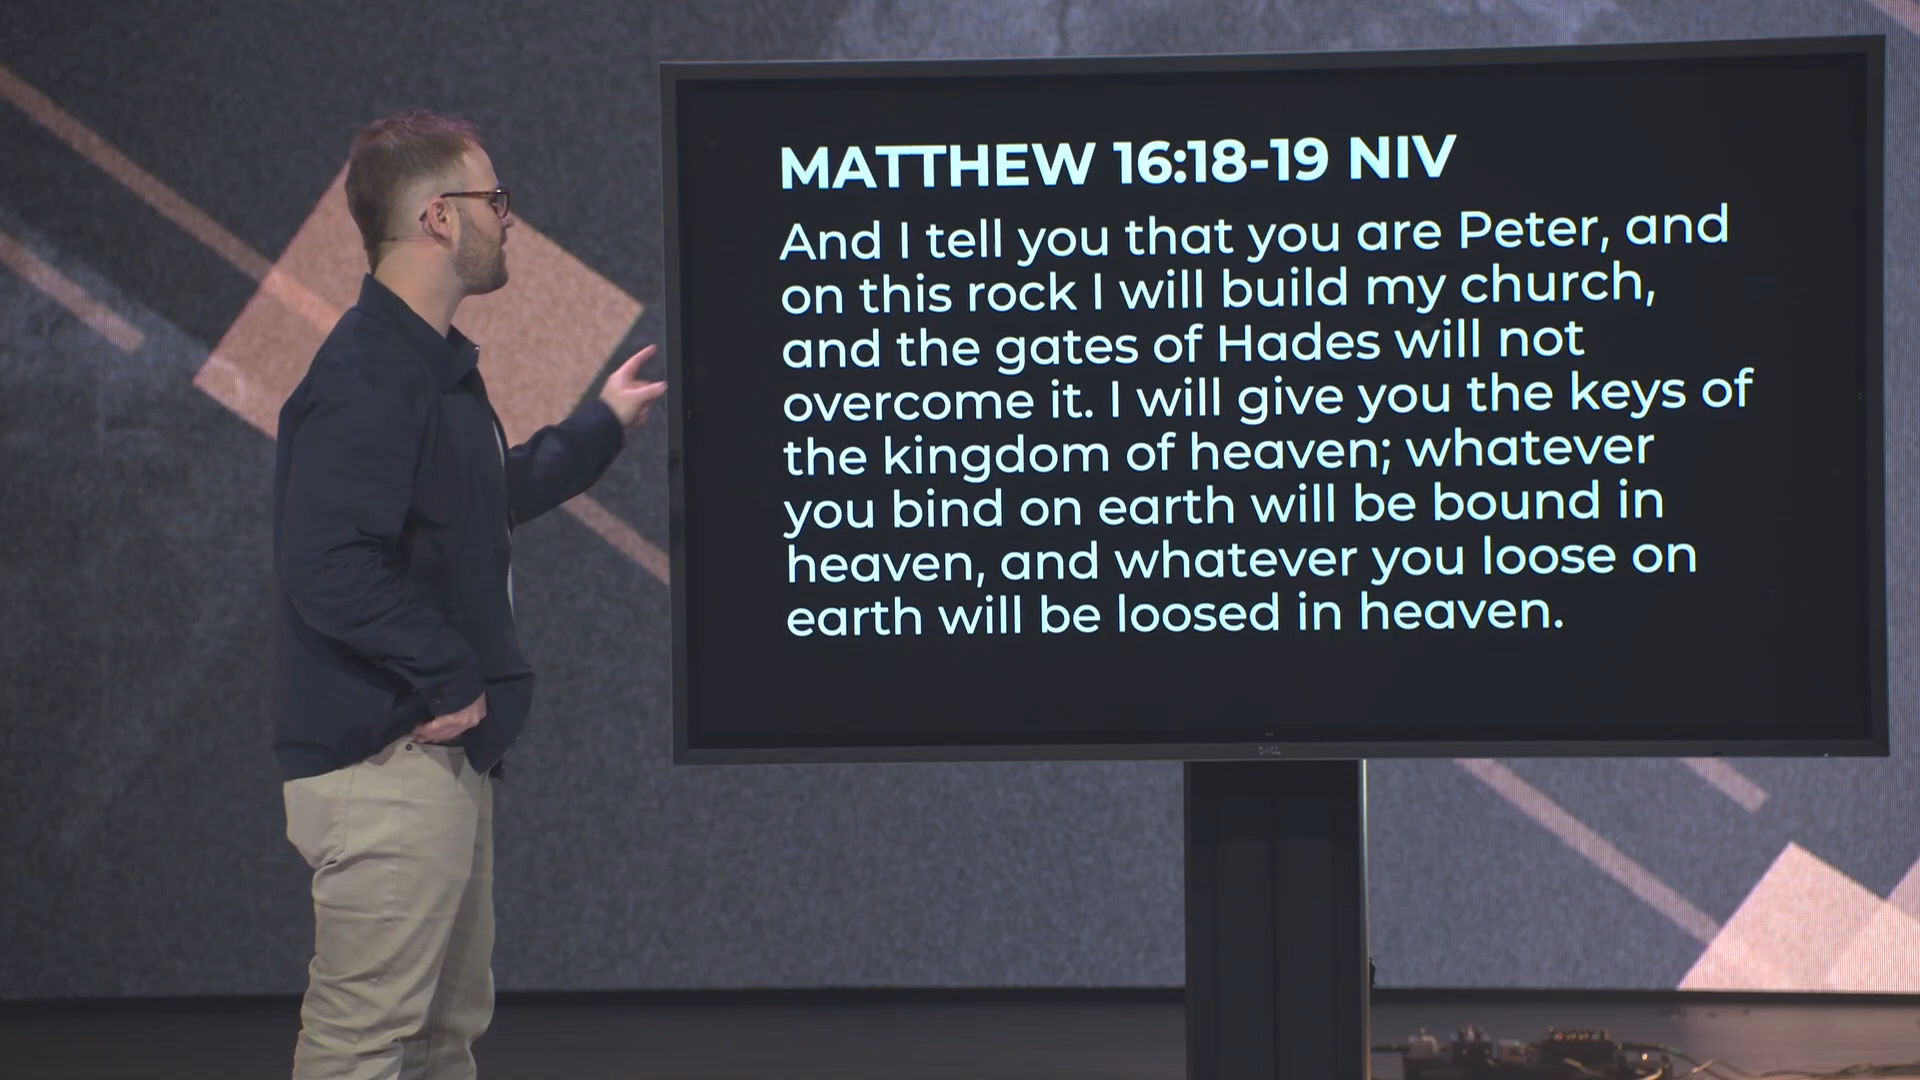 MATTHEW 16:18-19 NIV
And I tell you that you are Peter, and
on this rock I will build my church,
and the gates of Hades will not
overcome it. I will give you the keys of
the kingdom of heaven; whatever
you bind on earth will be bound in
heaven, and whatever you loose on
earth will be loosed in heaven.